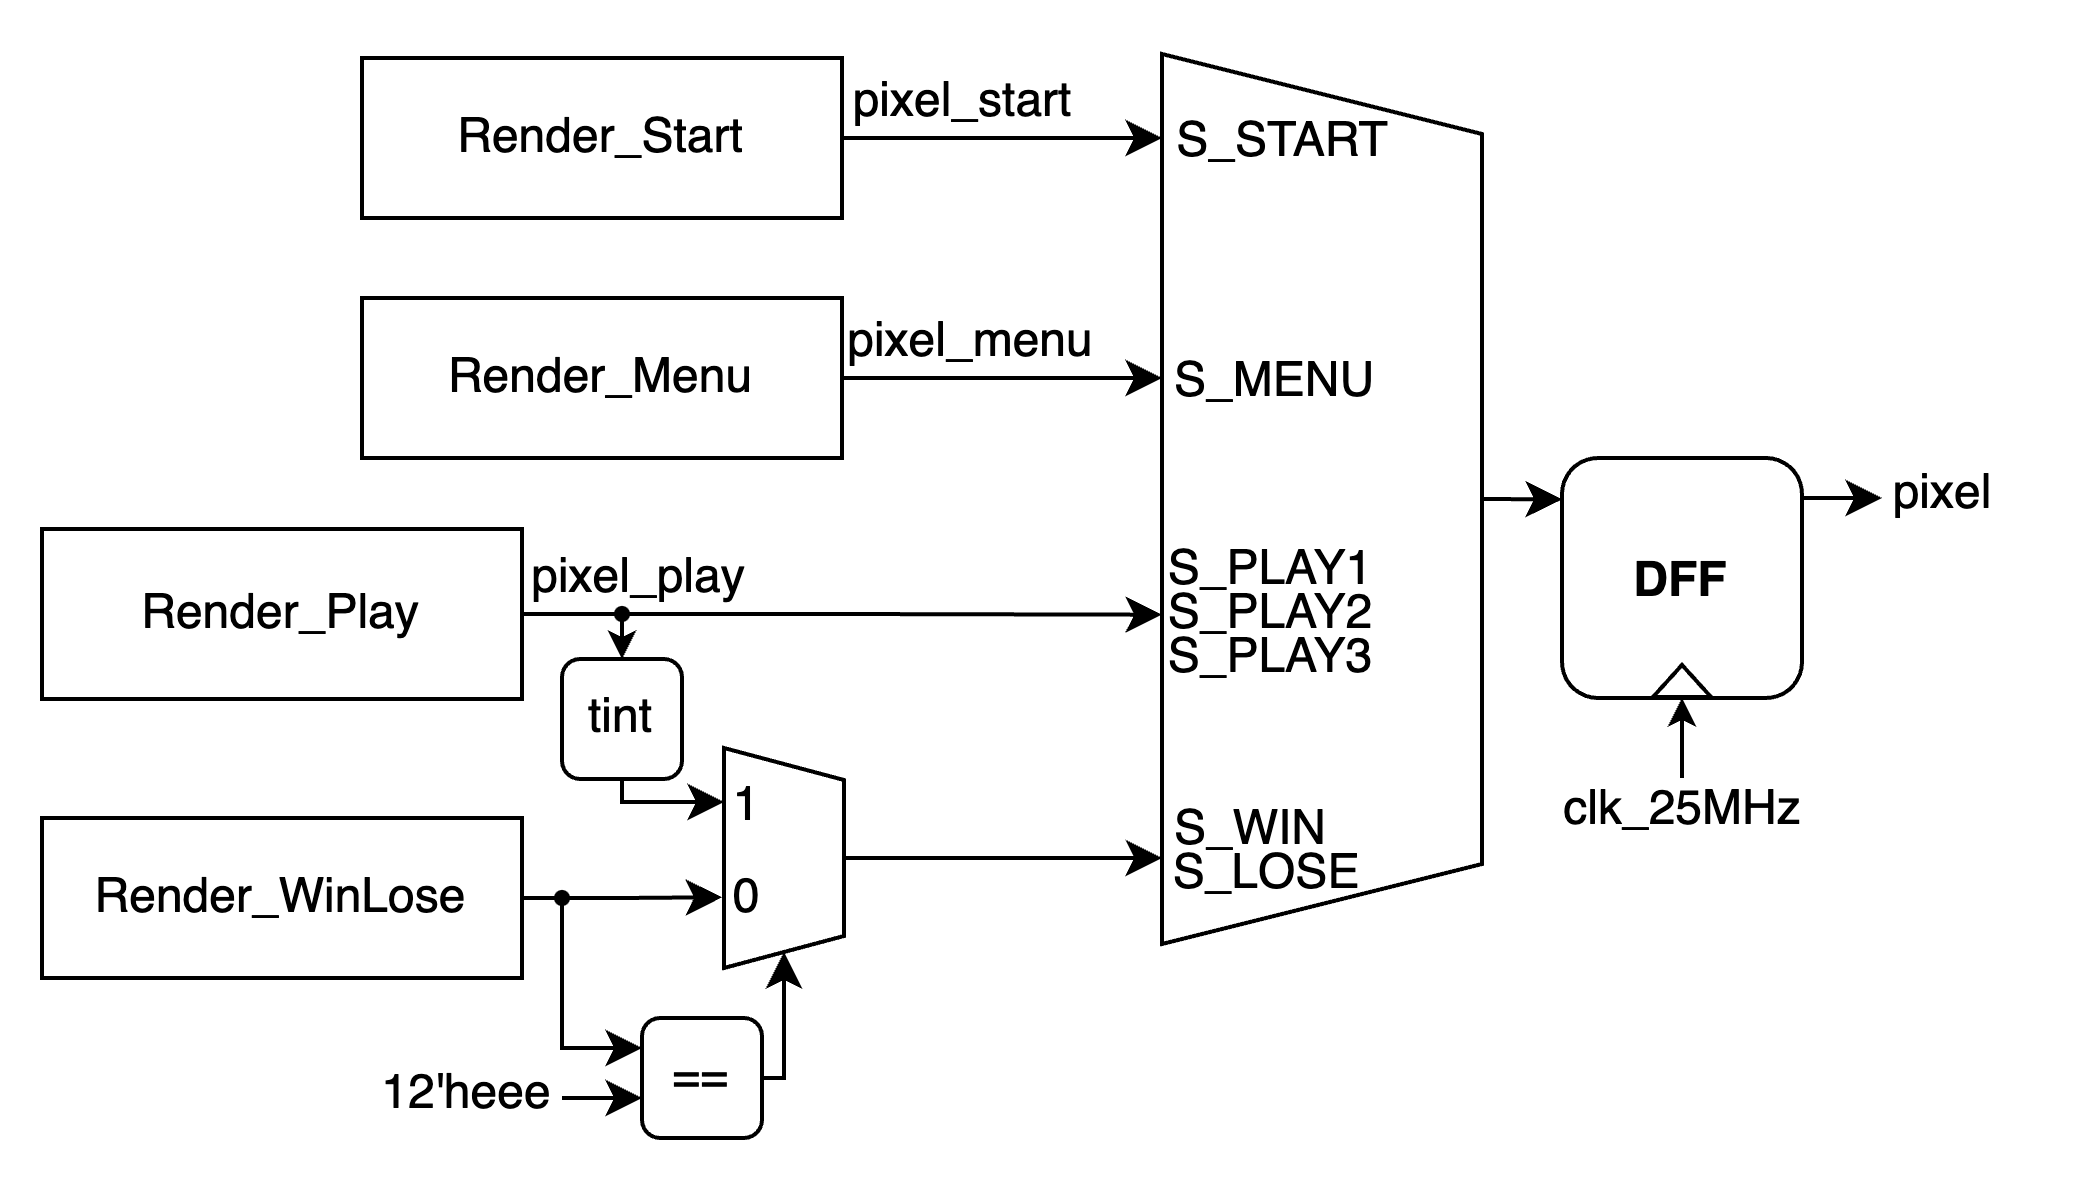 Render_Start
pixel_start
S_START
Render_Menu
pixel_menu
S_MENU
Render_Play
pixel_play
S_PLAY1
S_PLAY2
S_PLAY3
tint
1
0
Render_WinLose
S_WIN
S_LOSE
12'heee
==
DFF
pixel
clk_25MHz